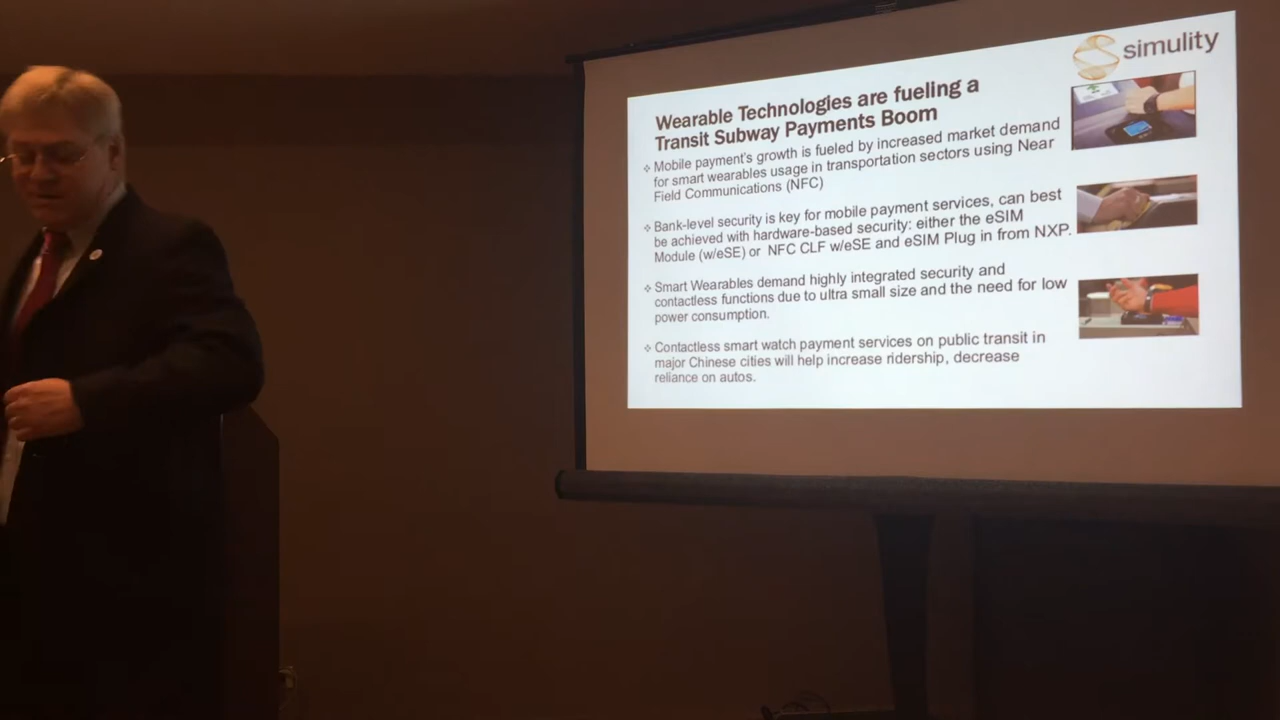 simulity
Wearable Technologies are fueling a
Transit Subway Payments Boom
❖ Mobile payment's growth is fueled by increased market demand
for smart wearables usage in transportation sectors using Near
Field Communications (NFC)
❖ Bank-level security is key for mobile payment services, can best
be achieved with hardware-based security: either the eSIM
Module (w/eSE) or NFC CLF w/eSE and eSIM Plug in from NXP.
❖ Smart Wearables demand highly integrated security and
contactless functions due to ultra small size and the need for low
power consumption.
❖ Contactless smart watch payment services on public transit in
major Chinese cities will help increase ridership, decrease
reliance on autos.